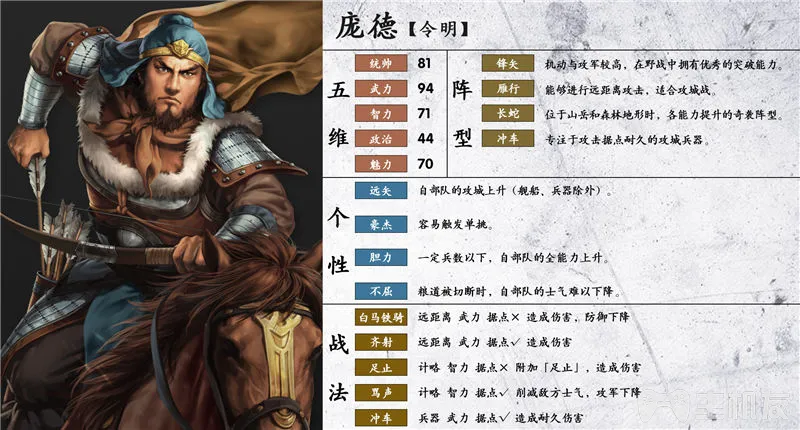 庞德【令明】
五维
统帅 81
武力 94
智力 71
政治 44
魅力 70
阵型
锋矢 机动与攻军较高，在野战中拥有优秀的突破能力。
雁行 能够进行远距离攻击，适合攻城战。
长蛇 位于山岳和森林地形时，各能力提升的奇袭阵型。
冲车 专注于攻击据点耐久的攻城兵器。
个性
远矢 自部队的攻城上升（舰船、兵器除外）。
豪杰 容易触发单挑。
胆力 一定兵数以下，自部队的全能力上升。
不屈 粮道被切断时，自部队的士气难以下降。
战法
白马铁骑 远距离 武力 据点× 造成伤害，防御下降
齐射 远距离 武力 据点√ 造成伤害
足止 计略 智力 据点× 附加「足止」，造成伤害
骂声 计略 智力 据点√ 削减敌方士气，攻军下降
冲车 兵器 武力 据点√ 造成耐久伤害